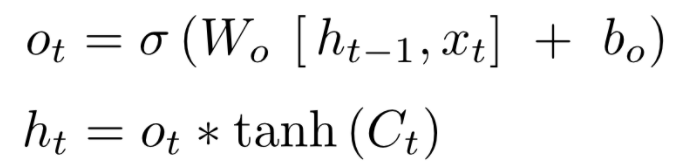 o_t = σ (W_o [h_{t−1}, x_t] + b_o)
h_t = o_t * tanh (C_t)